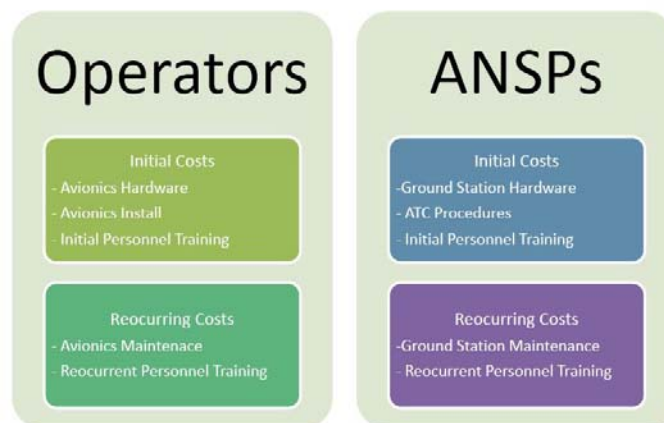 Operators
Initial Costs
- Avionics Hardware
- Avionics Install
- Initial Personnel Training
Reocurring Costs
- Avionics Maintenace
- Reocurrent Personnel Training
ANSPs
Initial Costs
-Ground Station Hardware
- ATC Procedures
- Initial Personnel Training
Reocurring Costs
-Ground Station Maintenance
- Reocurrent Personnel Training